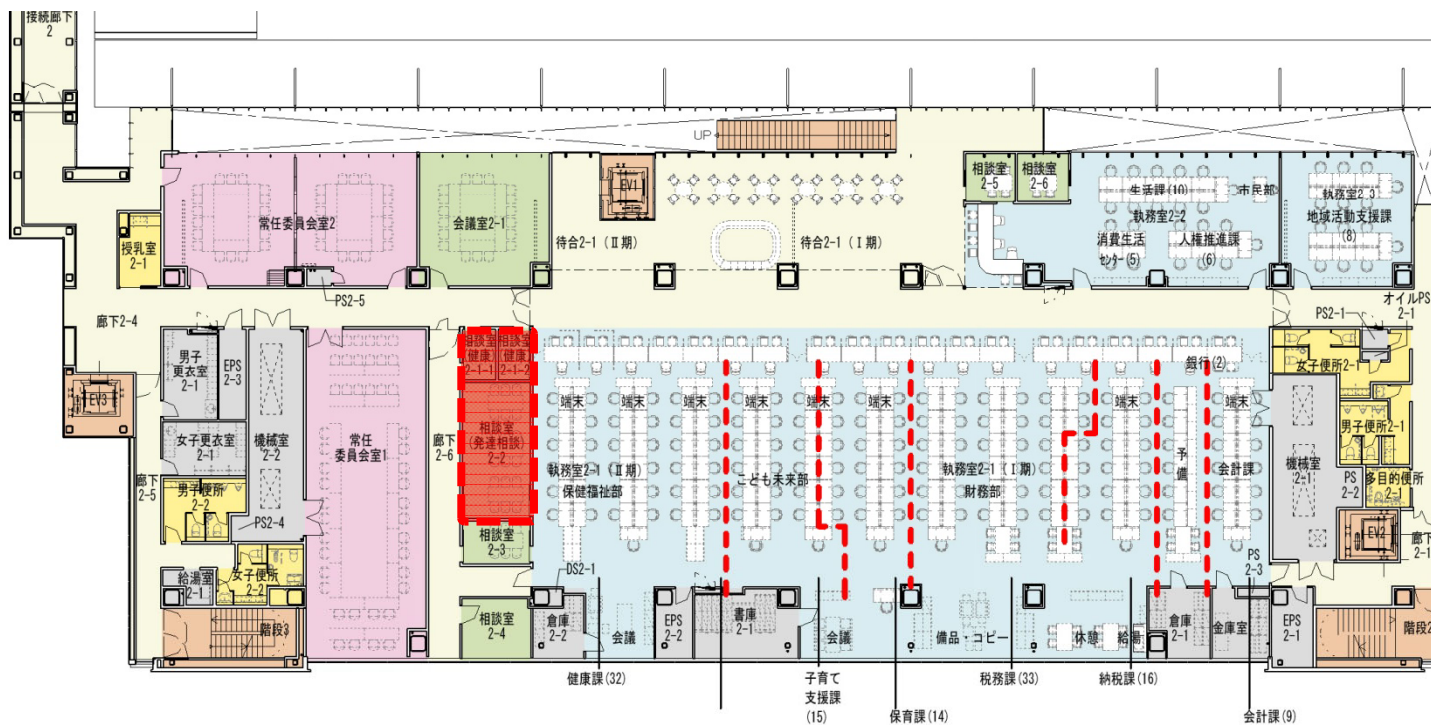 接続廊下
2
UP
EV1
相談室
2-5
相談室
2-6
生活課(10)
市民部
執務室2-2
消費生活
センター(5)
人権推進課
(6)
執務室2-3
地域活動支援課
(8)
常任委員会室2
会議室2-1
待合2-1 (Ⅱ期)
待合2-1 (Ⅰ期)
授乳室
2-1
PS2-5
廊下2-4
オイルPS
2-1
PS2-1
男子
更衣室
2-1
EPS
2-3
相談室
(健康)
2-1-1
相談室
(健康)
2-1-2
銀行(2)
女子便所2-1
EV3
端末
端末
端末
端末
端末
端末
端末
女子更衣室
2-1
機械室
2-2
常任
委員会室1
廊下
2-6
相談室
(発達相談)
2-2
予
備
会計課
男子便所2-1
廊下
2-5
執務室2-1 (Ⅱ期)
保健福祉部
こども未来部
執務室2-1 (Ⅰ期)
財務部
機械室
2-1
PS
2-2
多目的便所
2-1
男子便所
2-2
PS2-4
相談室
2-3
EV2
廊下
2-1
給湯室
2-1
女子便所
2-2
DS2-1
PS
2-3
階段3
相談室
2-4
倉庫
2-2
会議
EPS
2-2
書庫
2-1
会議
備品・コピー
休憩
給湯
倉庫
2-1
金庫室
EPS
2-1
階段2
健康課(32)
子育て
支援課
(15)
保育課(14)
税務課(33)
納税課(16)
会計課(9)